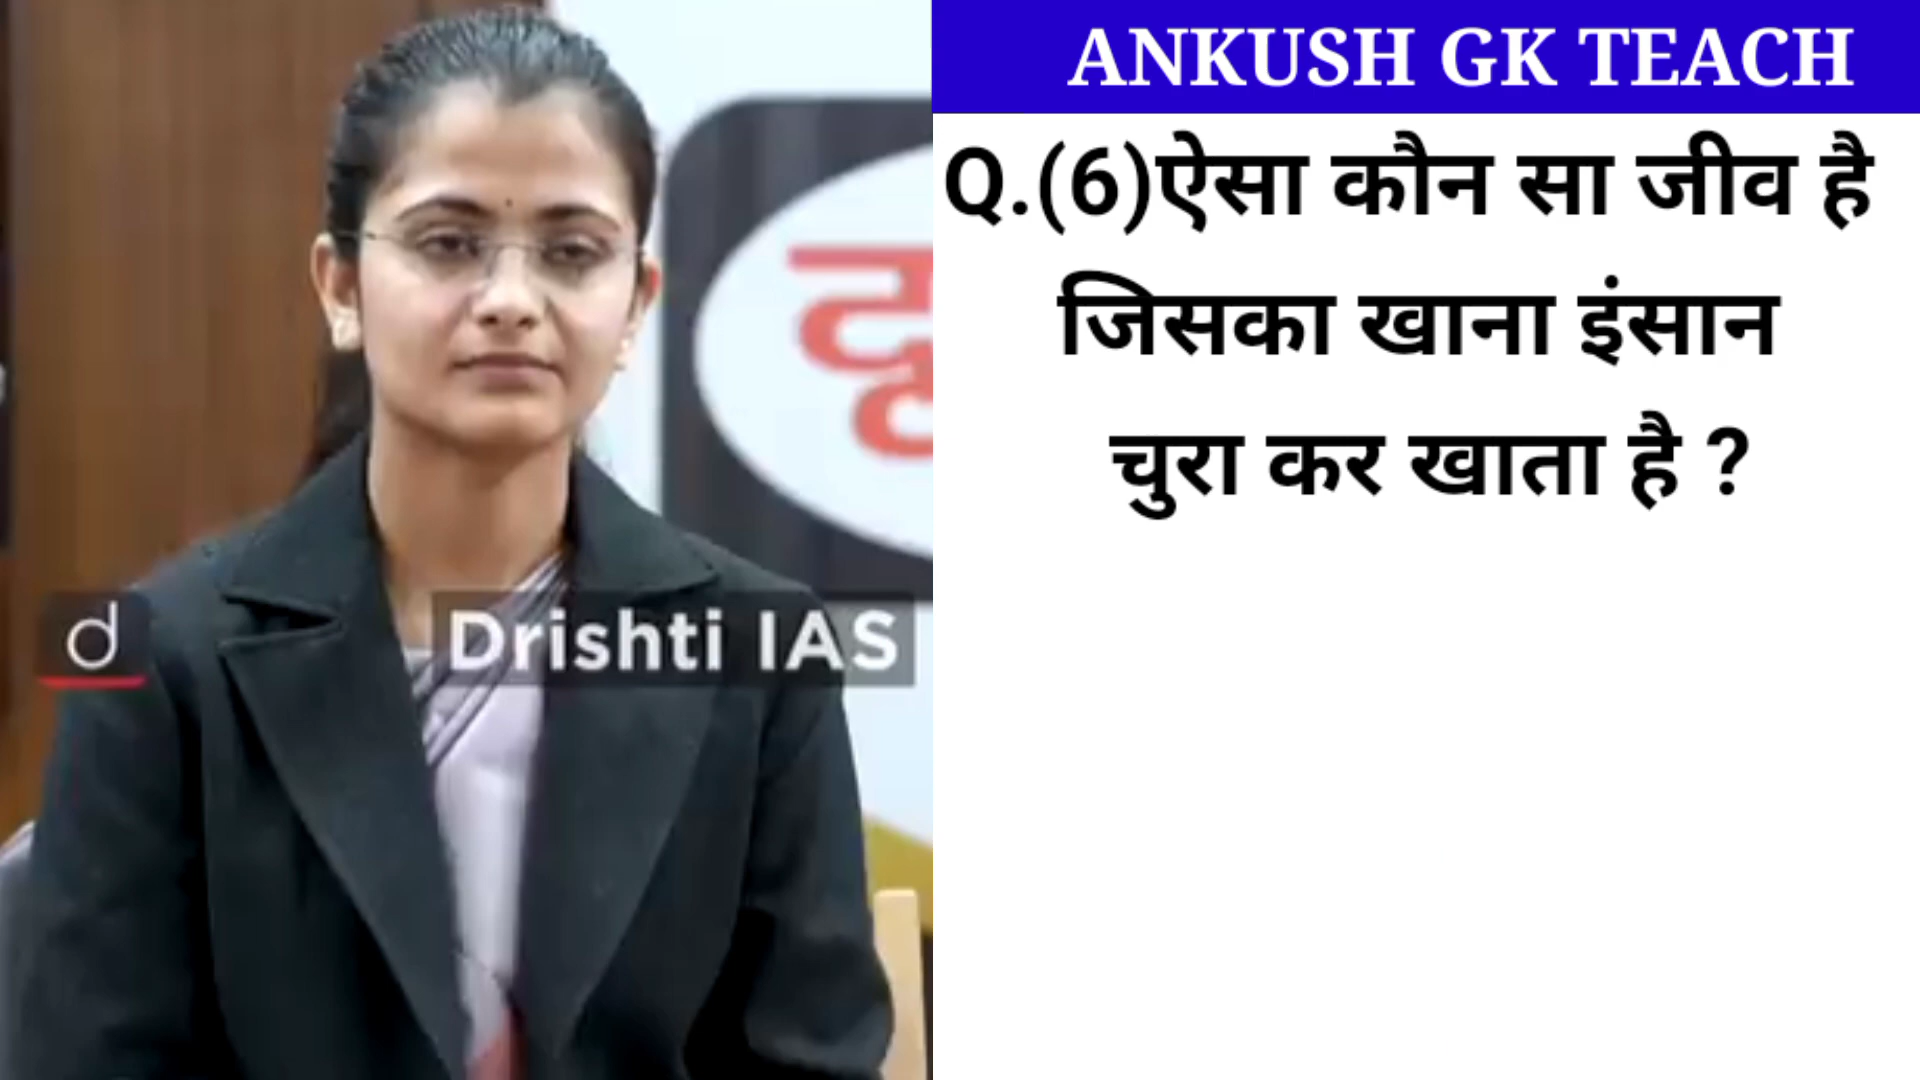 ANKUSH GK TEACH
Q.(6)ऐसा कौन सा जीव है
जिसका खाना इंसान
चुरा कर खाता है ?
d
Drishti IAS